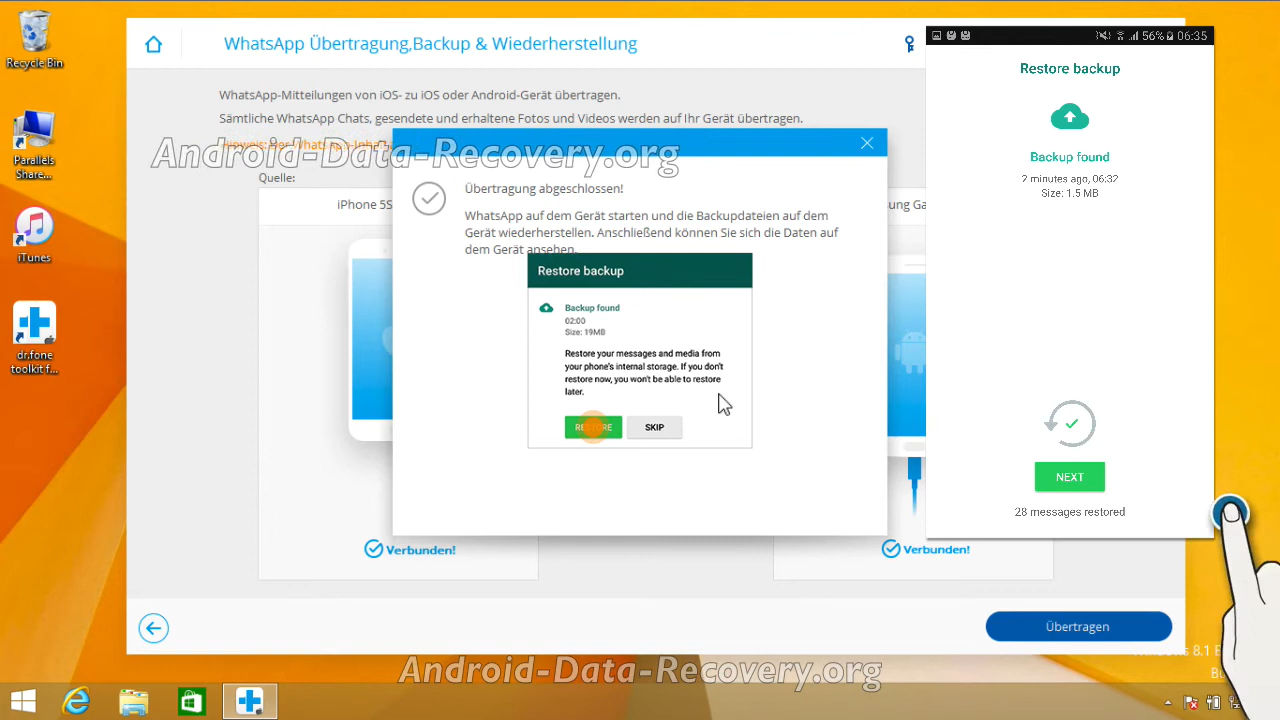 Recycle Bin
Parallels
Share...
iTunes
dr.fone
toolkit f...
WhatsApp Übertragung,Backup & Wiederherstellung
WhatsApp-Mitteilungen von iOS- zu iOS oder Android-Gerät übertragen.
Sämtliche WhatsApp Chats, gesendete und erhaltene Fotos und Videos werden auf Ihr Gerät übertragen.
Android-Data-Recovery.org
Quelle:
iPhone 5S
Übertragung abgeschlossen!
WhatsApp auf dem Gerät starten und die Backupdateien auf dem
Gerät wiederherstellen. Anschließend können Sie sich die Daten auf
dem Gerät ansehen.
Restore backup
Backup found
02:00
Size: 19MB
Restore your messages and media from
your phone's internal storage. If you don't
restore now, you won't be able to restore
later.
RESTORE SKIP
56% 06:35
Restore backup
Backup found
2 minutes ago, 06:32
Size: 1.5 MB
NEXT
28 messages restored
Verbunden!
Verbunden!
Übertragen
Android-Data-Recovery.org